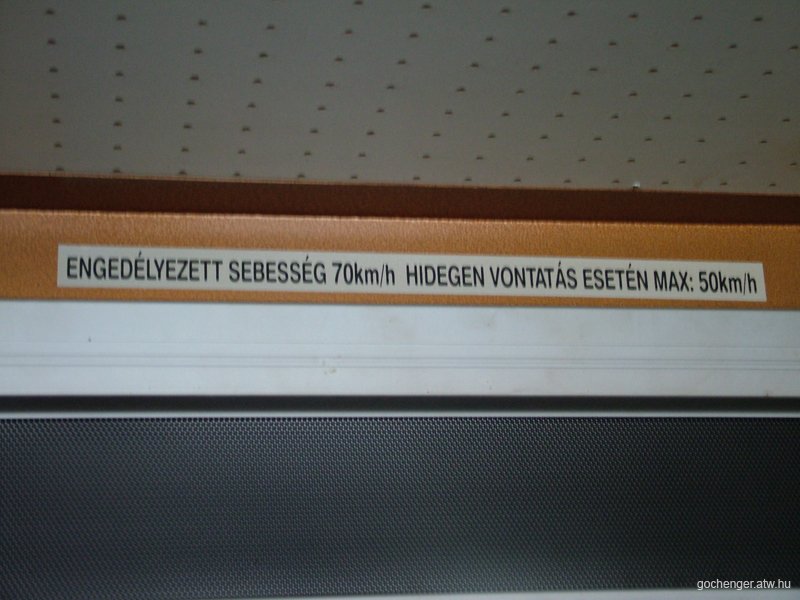 ENGEDÉLYEZETT SEBESSÉG 70km/h HIDEGEN VONTATÁS ESETÉN MAX: 50km/h
gochenger.atw.hu